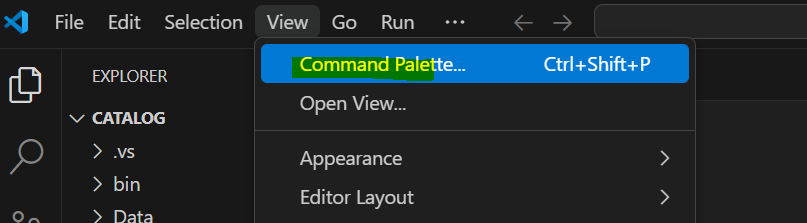 File Edit Selection View Go Run ...
EXPLORER
Command Palette... Ctrl+Shift+P
Open View...
CATALOG
.vs
Appearance
bin
Editor Layout
Data